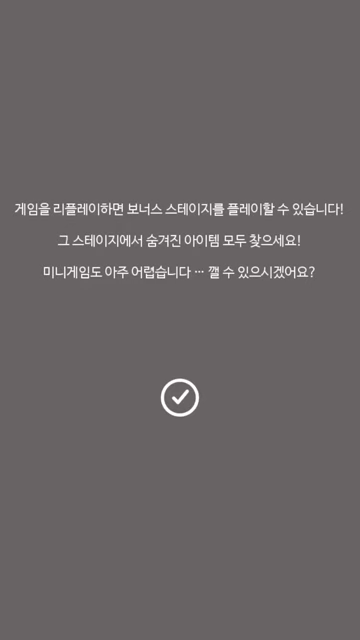 게임을 리플레이하면 보너스 스테이지를 플레이할 수 있습니다!
그 스테이지에서 숨겨진 아이템 모두 찾으세요!
미니게임도 아주 어렵습니다 … 깰 수 있으시겠어요?